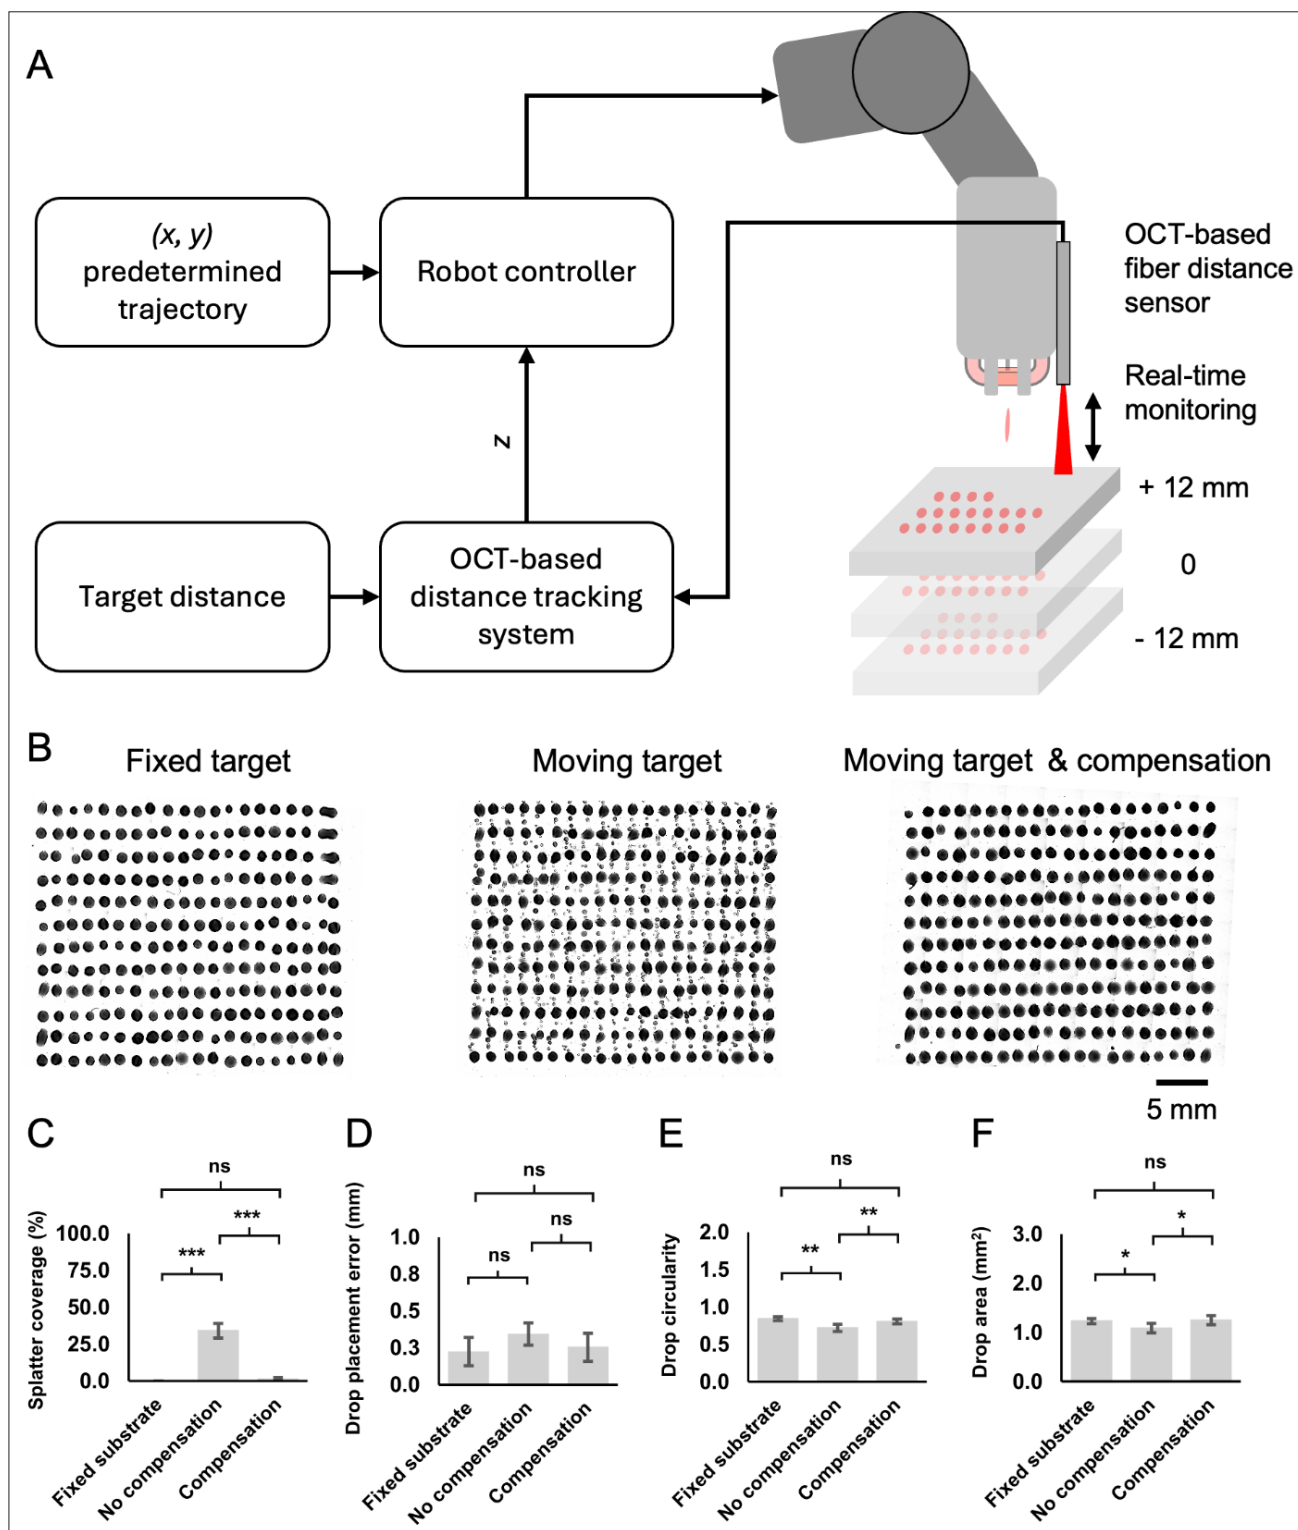 A
(x, y)
predetermined
trajectory
Robot controller
OCT-based
fiber distance
sensor
Real-time
monitoring
z
+ 12 mm
0
- 12 mm
Target distance
OCT-based
distance tracking
system
B
Fixed target
Moving target
Moving target & compensation
5 mm
C
ns
***
***
Splatter coverage (%)
100.0
75.0
50.0
25.0
0.0
Fixed substrate
No compensation
Compensation
D
ns
ns
ns
Drop placement error (mm)
1.0
0.8
0.5
0.3
0.0
Fixed substrate
No compensation
Compensation
E
ns
**
**
Drop circularity
2.0
1.5
1.0
0.5
0.0
Fixed substrate
No compensation
Compensation
F
ns
*
*
Drop area (mm²)
3.0
2.0
1.0
0.0
Fixed substrate
No compensation
Compensation